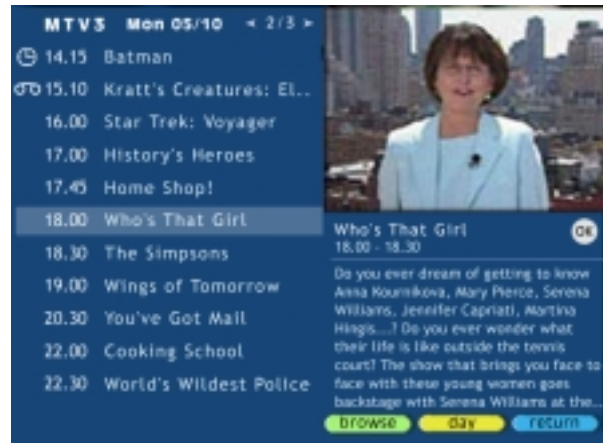 MTV3 Mon 05/10 ◄ 2/3 ►
14.15 Batman
15.10 Kratt's Creatures: El..
16.00 Star Trek: Voyager
17.00 History's Heroes
17.45 Home Shop!
18.00 Who's That Girl
18.30 The Simpsons
19.00 Wings of Tomorrow
20.30 You've Got Mail
22.00 Cooking School
22.30 World's Wildest Police
Who's That Girl OK
18.00 - 18.30
Do you ever dream of getting to know
Anna Kournikova, Mary Pierce, Serena
Williams, Jennifer Capriati, Martina
Hingis....? Do you ever wonder what
their life is like outside the tennis
court? The show that brings you face to
face with these young women goes
backstage with Serena Williams at the...
browse day return